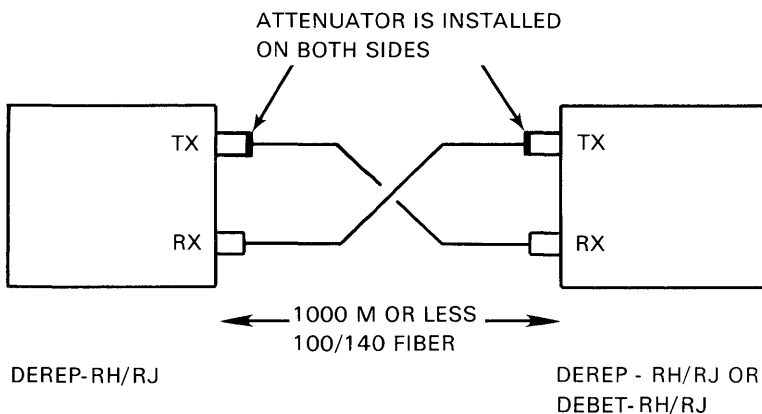 ATTENUATOR IS INSTALLED
ON BOTH SIDES
TX
TX
RX
RX
1000 M OR LESS
100/140 FIBER
DEREP-RH/RJ
DEREP - RH/RJ OR
DEBET-RH/RJ